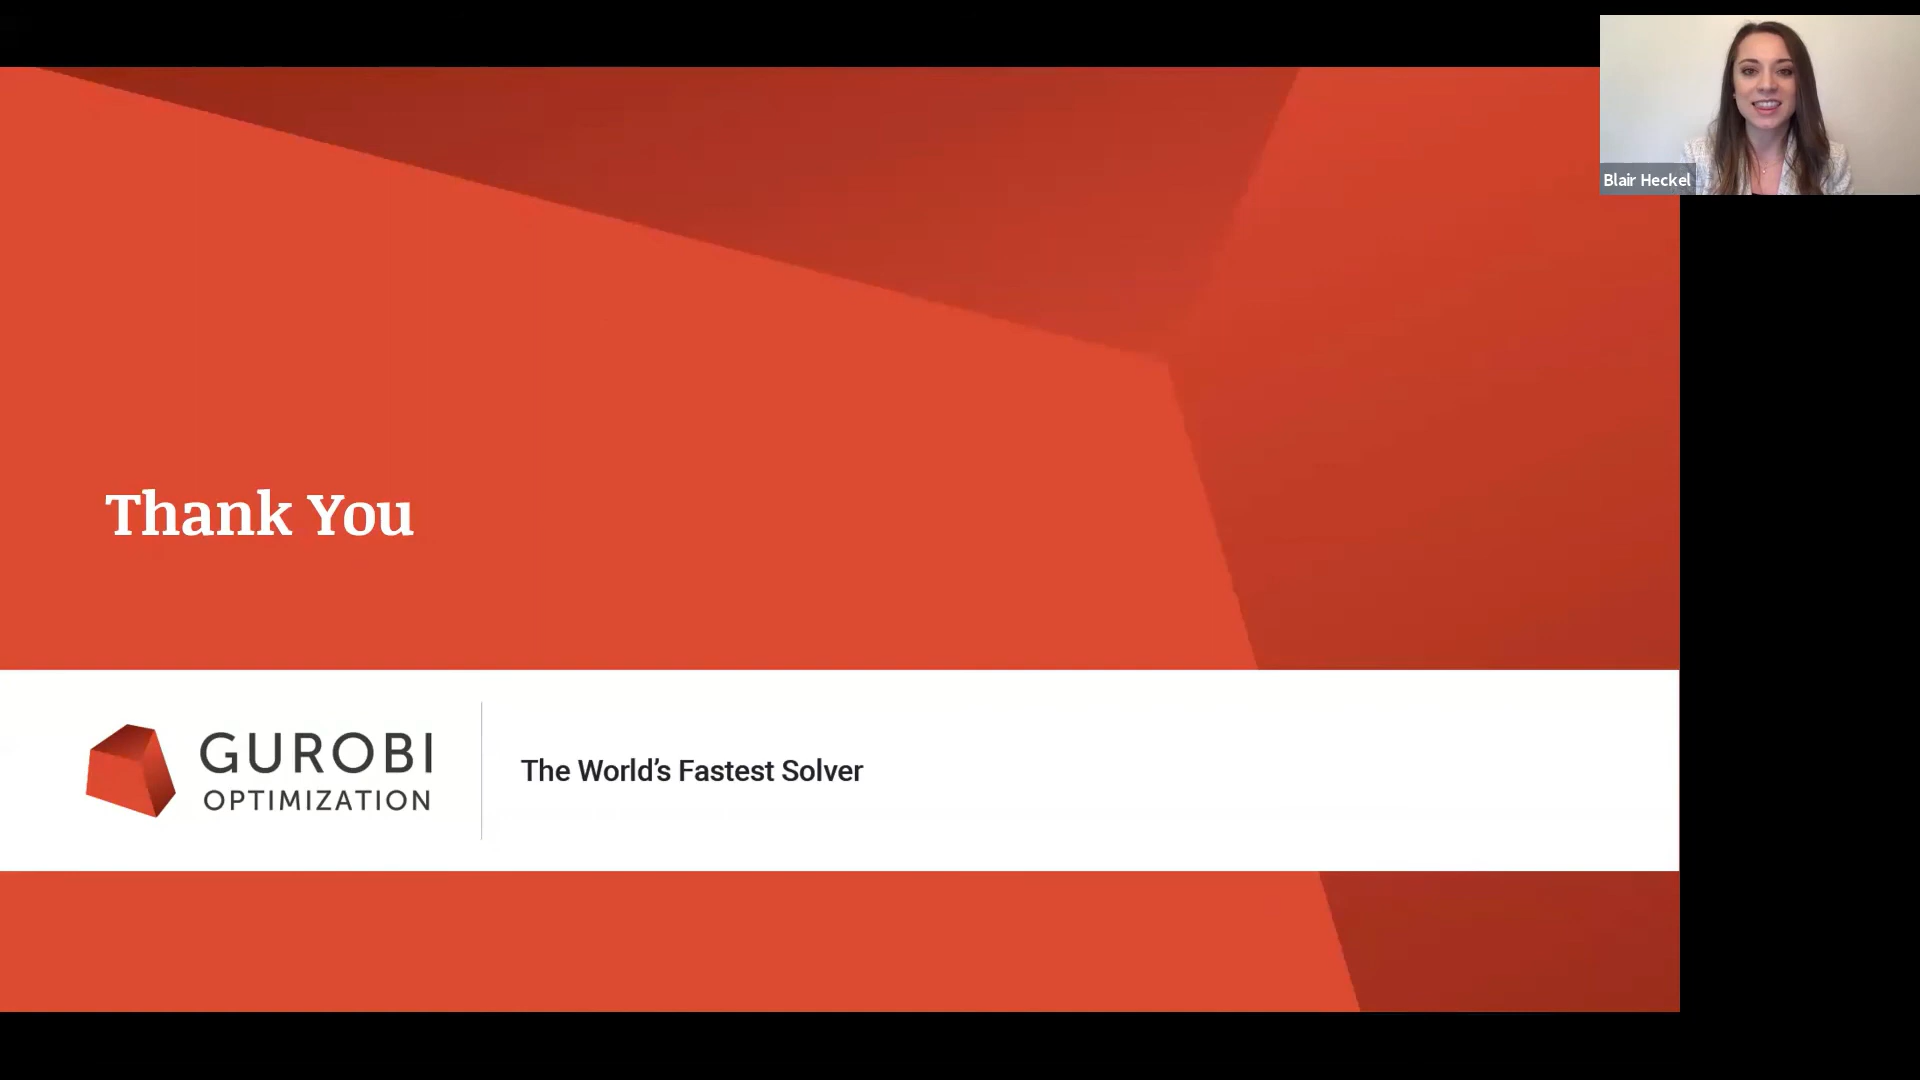 Blair Heckel
Thank You
GUROBI
OPTIMIZATION
The World's Fastest Solver